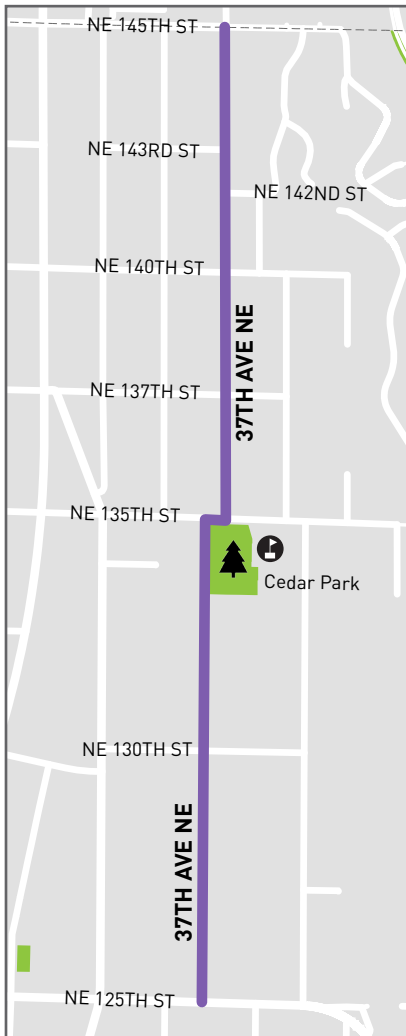 NE 145TH ST
NE 143RD ST
NE 142ND ST
NE 140TH ST
37TH AVE NE
NE 137TH ST
NE 135TH ST
Cedar Park
NE 130TH ST
37TH AVE NE
NE 125TH ST